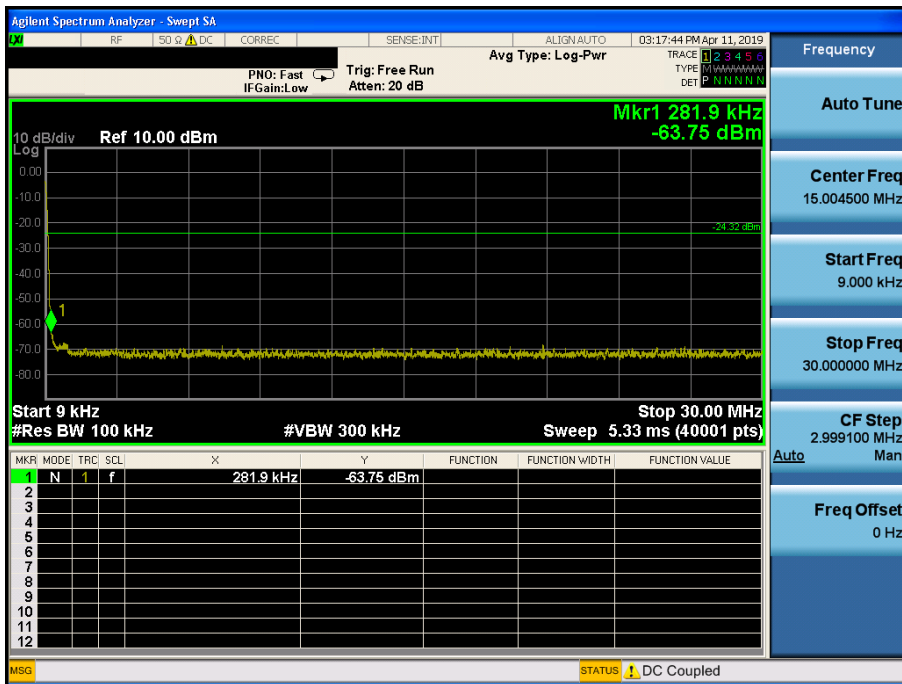 Agilent Spectrum Analyzer - Swept SA
LXI RF 50 Ω DC CORREC SENSE:INT ALIGN AUTO 03:17:44 PM Apr 11, 2019
PNO: Fast
IFGain:Low
Trig: Free Run
Atten: 20 dB
Avg Type: Log-Pwr
TRACE 1 2 3 4 5 6
TYPE M WWWWW
DET P N N N N N
Frequency
Mkr1 281.9 kHz
-63.75 dBm
10 dB/div Ref 10.00 dBm
Log
0.00
-10.0
-20.0
-24.32 dBm
-30.0
-40.0
-50.0
1
-60.0
-70.0
-80.0
Start 9 kHz Stop 30.00 MHz
#Res BW 100 kHz #VBW 300 kHz Sweep 5.33 ms (40001 pts)
MKR MODE TRC SCL X Y FUNCTION FUNCTION WIDTH FUNCTION VALUE
1 N 1 f 281.9 kHz -63.75 dBm
2
3
4
5
6
7
8
9
10
11
12
Auto Tune
Center Freq
15.004500 MHz
Start Freq
9.000 kHz
Stop Freq
30.000000 MHz
CF Step
2.999100 MHz
Auto Man
Freq Offset
0 Hz
MSG STATUS DC Coupled